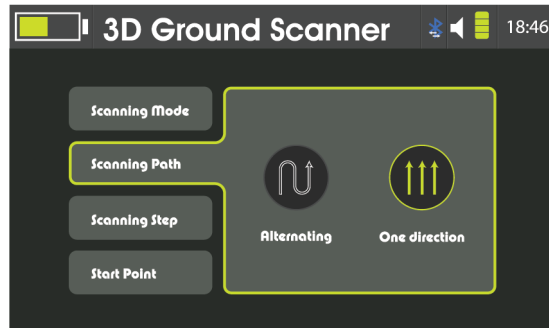 3D Ground Scanner
18:46
Scanning Mode
Scanning Path
Scanning Step
Start Point
Alternating
One direction